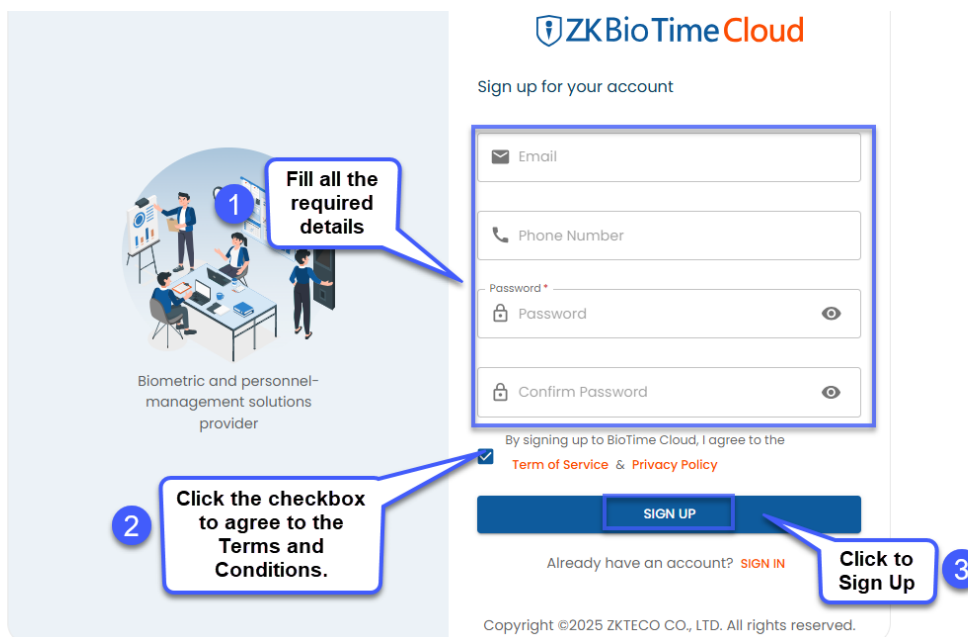 ZKBioTime Cloud
Sign up for your account
Email
1
Fill all the
required
details
Phone Number
Password *
Password
Confirm Password
Biometric and personnel-
management solutions
provider
By signing up to BioTime Cloud, I agree to the
Term of Service & Privacy Policy
2
Click the checkbox
to agree to the
Terms and
Conditions.
SIGN UP
Already have an account? SIGN IN
Click to
Sign Up
3
Copyright ©2025 ZKTECO CO., LTD. All rights reserved.